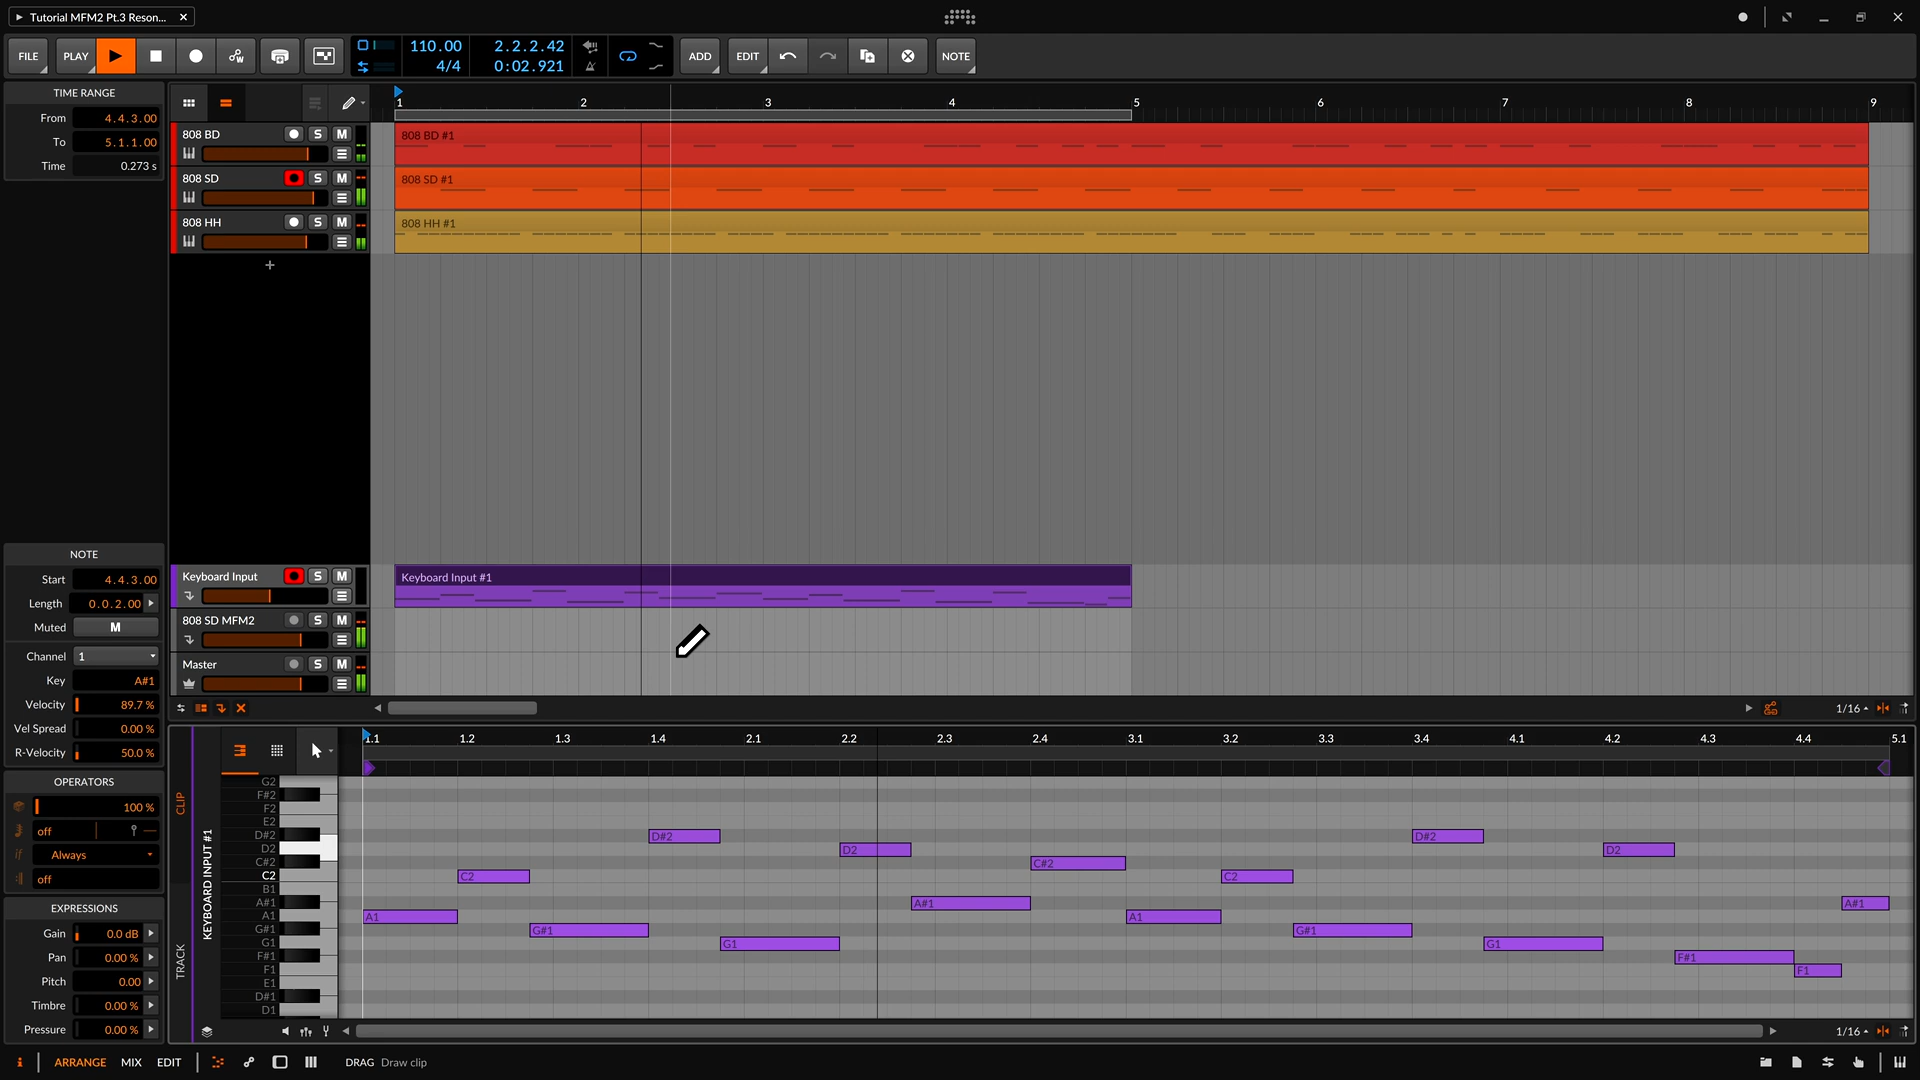 Tutorial MFM2 Pt.3 Reson...
FILE PLAY 110.00 4/4 2.2.2.42 0:02.921 ADD EDIT NOTE
TIME RANGE
From 4.4.3.00
To 5.1.1.00
Time 0.273 s
1 2 3 4 5 6 7 8 9
808 BD S M 808 BD #1
808 SD S M 808 SD #1
808 HH S M 808 HH #1
+
NOTE
Start 4.4.3.00
Length 0.0.2.00
Muted M
Channel 1
Key A#1
Velocity 89.7 %
Vel Spread 0.00 %
R-Velocity 50.0 %
Keyboard Input S M Keyboard Input #1
808 SD MFM2 S M
Master S M
1/16
OPERATORS
100 %
off
if Always
off
EXPRESSIONS
Gain 0.0 dB
Pan 0.00 %
Pitch 0.00
Timbre 0.00 %
Pressure 0.00 %
CLIP
TRACK
KEYBOARD INPUT #1
1.1 1.2 1.3 1.4 2.1 2.2 2.3 2.4 3.1 3.2 3.3 3.4 4.1 4.2 4.3 4.4 5.1
G2
F#2
F2
E2
D#2 D#2 D#2
D2 D2 D2
C#2 C#2
C2 C2 C2
B1
A#1 A#1 A#1
A1 A1 A1
G#1 G#1 G#1
G1 G1 G1
F#1 F#1
F1 F1
E1
D#1
D1
1/16
i ARRANGE MIX EDIT DRAG Draw clip